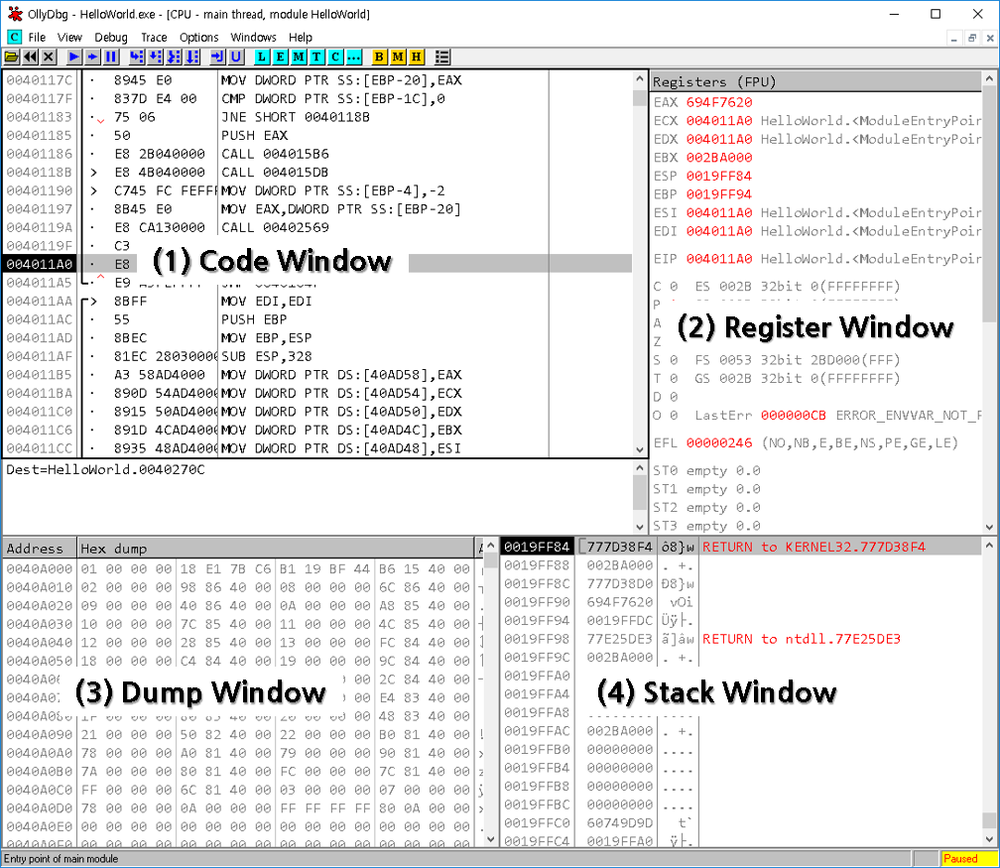 OllyDbg - HelloWorld.exe - [CPU - main thread, module HelloWorld]
C File View Debug Trace Options Windows Help
L E M T C ... B M H
0040117C · 8945 E0 MOV DWORD PTR SS:[EBP-20],EAX
0040117F · 837D E4 00 CMP DWORD PTR SS:[EBP-1C],0
00401183 · 75 06 JNE SHORT 0040118B
00401185 · 50 PUSH EAX
00401186 · E8 2B040000 CALL 004015B6
0040118B > E8 4B040000 CALL 004015DB
00401190 > C745 FC FEFFF MOV DWORD PTR SS:[EBP-4],-2
00401197 · 8B45 E0 MOV EAX,DWORD PTR SS:[EBP-20]
0040119A · E8 CA130000 CALL 00402569
0040119F · C3
004011A0 · E8
(1) Code Window
004011A5 · E9
004011AA > 8BFF MOV EDI,EDI
004011AC · 55 PUSH EBP
004011AD · 8BEC MOV EBP,ESP
004011AF · 81EC 28030000 SUB ESP,328
004011B5 · A3 58AD4000 MOV DWORD PTR DS:[40AD58],EAX
004011BA · 890D 54AD4000 MOV DWORD PTR DS:[40AD54],ECX
004011C0 · 8915 50AD4000 MOV DWORD PTR DS:[40AD50],EDX
004011C6 · 891D 4CAD4000 MOV DWORD PTR DS:[40AD4C],EBX
004011CC · 8935 48AD4000 MOV DWORD PTR DS:[40AD48],ESI
Dest=HelloWorld.0040270C
Registers (FPU)
EAX 694F7620
ECX 004011A0 HelloWorld.<ModuleEntryPoir
EDX 004011A0 HelloWorld.<ModuleEntryPoir
EBX 002BA000
ESP 0019FF84
EBP 0019FF94
ESI 004011A0 HelloWorld.<ModuleEntryPoir
EDI 004011A0 HelloWorld.<ModuleEntryPoir
EIP 004011A0 HelloWorld.<ModuleEntryPoir
C 0 ES 002B 32bit 0(FFFFFFFF)
P
A
(2) Register Window
Z
S 0 FS 0053 32bit 2BD000(FFF)
T 0 GS 002B 32bit 0(FFFFFFFF)
D 0
O 0 LastErr 000000CB ERROR_ENVVAR_NOT_F
EFL 00000246 (NO,NB,E,BE,NS,PE,GE,LE)
ST0 empty 0.0
ST1 empty 0.0
ST2 empty 0.0
ST3 empty 0.0
Address Hex dump
0040A000 01 00 00 00 18 E1 7B C6 B1 19 BF 44 B6 15 40 00
0040A010 02 00 00 00 98 86 40 00 08 00 00 00 6C 86 40 00
0040A020 09 00 00 00 40 86 40 00 0A 00 00 00 A8 85 40 00
0040A030 10 00 00 00 7C 85 40 00 11 00 00 00 4C 85 40 00
0040A040 12 00 00 00 28 85 40 00 13 00 00 00 FC 84 40 00
0040A050 18 00 00 00 C4 84 40 00 19 00 00 00 9C 84 40 00
00 2C 84 40 00
(3) Dump Window
00 E4 83 40 00
48 83 40 00
0040A090 21 00 00 00 50 82 40 00 22 00 00 00 B0 81 40 00
0040A0A0 78 00 00 00 A0 81 40 00 79 00 00 00 90 81 40 00
0040A0B0 7A 00 00 00 80 81 40 00 FC 00 00 00 7C 81 40 00
0040A0C0 FF 00 00 00 6C 81 40 00 03 00 00 00 07 00 00 00
0040A0D0 78 00 00 00 0A 00 00 00 FF FF FF FF 80 0A 00 00
0040A0E0 00 00 00 00 00 00 00 00 00 00 00 00 00 00 00 00
0019FF84 777D38F4 ô8}w RETURN to KERNEL32.777D38F4
0019FF88 002BA000 . +.
0019FF8C 777D38D0 Ð8}w
0019FF90 694F7620 vOi
0019FF94 0019FFDC Üÿ
0019FF98 77E25DE3 ã]âw RETURN to ntdll.77E25DE3
0019FF9C 002BA000 . +.
0019FFA0
0019FFA4
(4) Stack Window
0019FFA8
0019FFAC 002BA000 . +.
0019FFB0 00000000 ....
0019FFB4 00000000 ....
0019FFB8 00000000 ....
0019FFBC 00000000 ....
0019FFC0 60749D9D t`
0019FFC4 0019FFA0
Entry point of main module
Paused